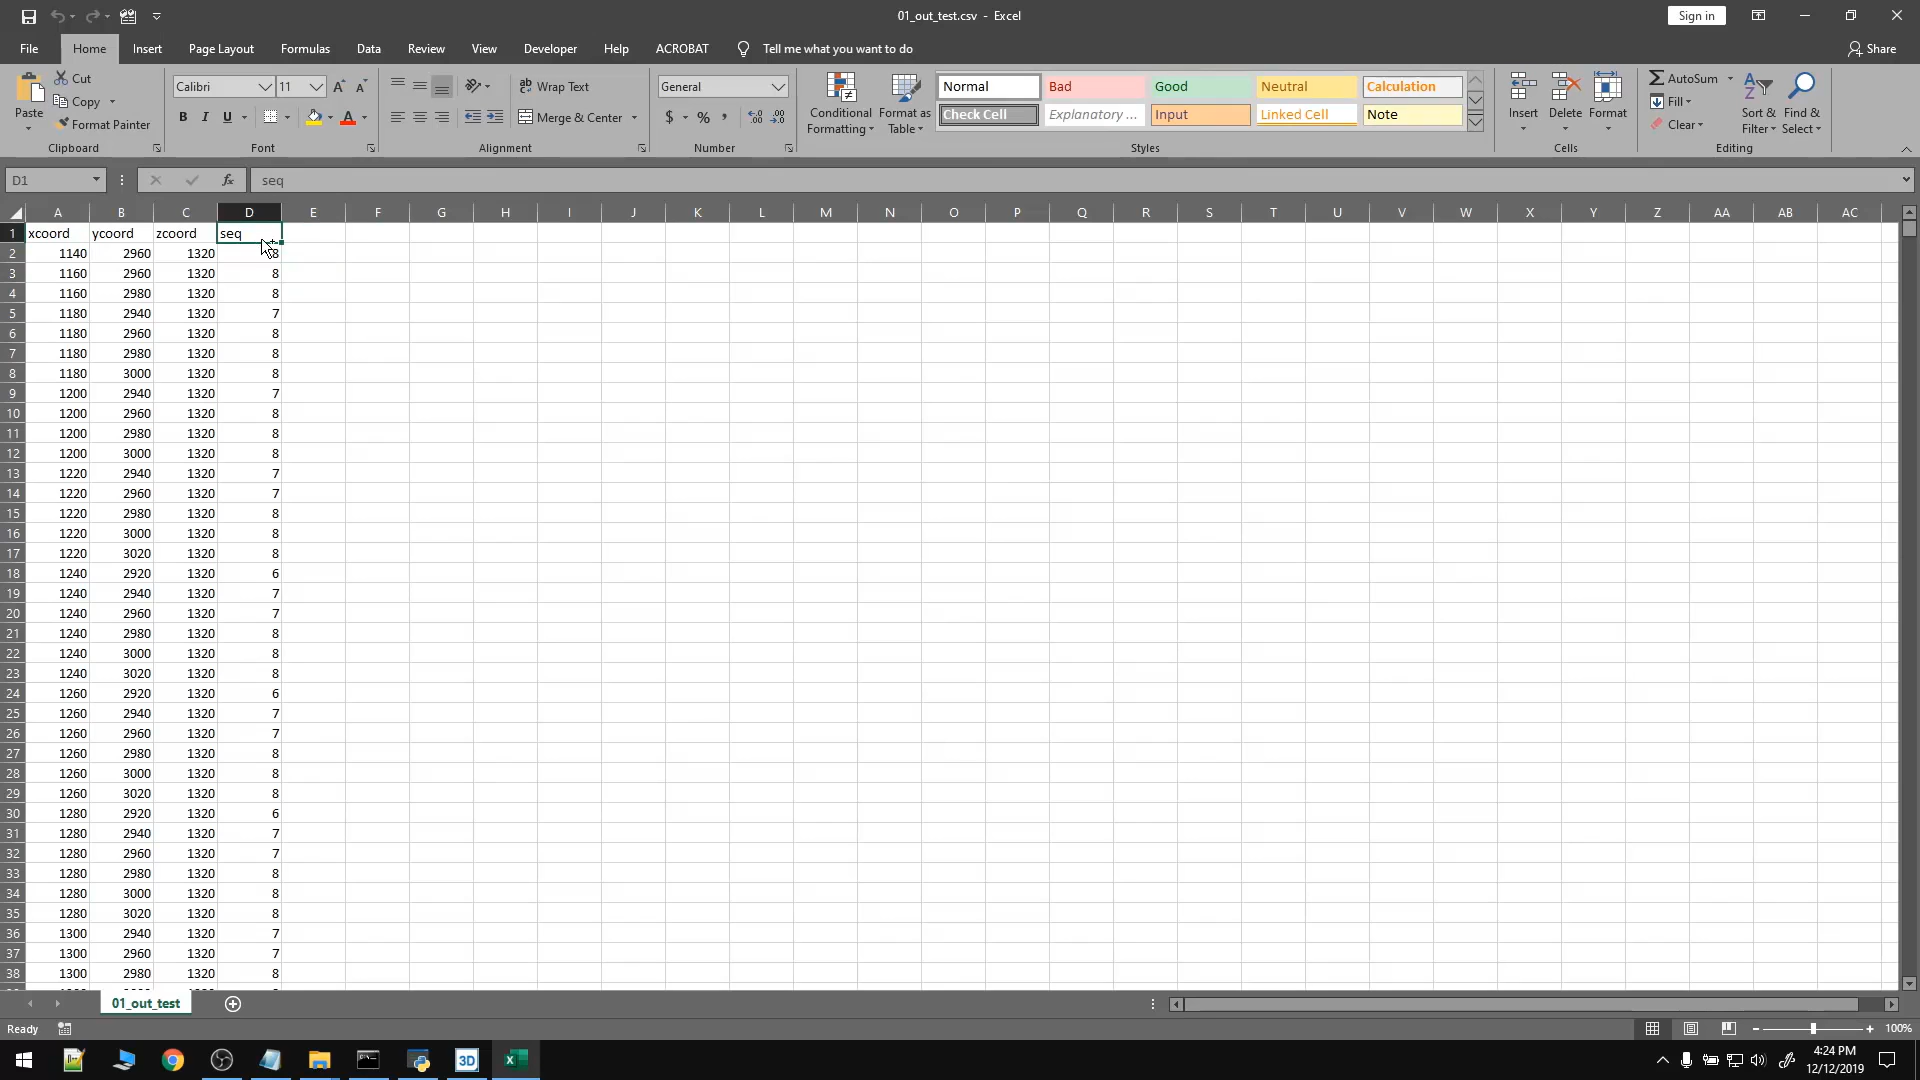 01_out_test.csv - Excel
Sign in
File Home Insert Page Layout Formulas Data Review View Developer Help ACROBAT Tell me what you want to do Share
Paste
Cut
Copy
Format Painter
Clipboard
Calibri 11
B I U
Font
Wrap Text
Merge & Center
Alignment
General
$ % ,
Number
Conditional Formatting
Format as Table
Normal Bad Good Neutral Calculation
Check Cell Explanatory ... Input Linked Cell Note
Styles
Insert Delete Format
Cells
AutoSum
Fill
Clear
Sort & Filter
Find & Select
Editing
D1 fx seq
A B C D E F G H I J K L M N O P Q R S T U V W X Y Z AA AB AC
1 xcoord ycoord zcoord seq
2 1140 2960 1320 8
3 1160 2960 1320 8
4 1160 2980 1320 8
5 1180 2940 1320 7
6 1180 2960 1320 8
7 1180 2980 1320 8
8 1180 3000 1320 8
9 1200 2940 1320 7
10 1200 2960 1320 8
11 1200 2980 1320 8
12 1200 3000 1320 8
13 1220 2940 1320 7
14 1220 2960 1320 7
15 1220 2980 1320 8
16 1220 3000 1320 8
17 1220 3020 1320 8
18 1240 2920 1320 6
19 1240 2940 1320 7
20 1240 2960 1320 7
21 1240 2980 1320 8
22 1240 3000 1320 8
23 1240 3020 1320 8
24 1260 2920 1320 6
25 1260 2940 1320 7
26 1260 2960 1320 7
27 1260 2980 1320 8
28 1260 3000 1320 8
29 1260 3020 1320 8
30 1280 2920 1320 6
31 1280 2940 1320 7
32 1280 2960 1320 7
33 1280 2980 1320 8
34 1280 3000 1320 8
35 1280 3020 1320 8
36 1300 2940 1320 7
37 1300 2960 1320 7
38 1300 2980 1320 8
01_out_test
Ready
100%
3D
4:24 PM
12/12/2019